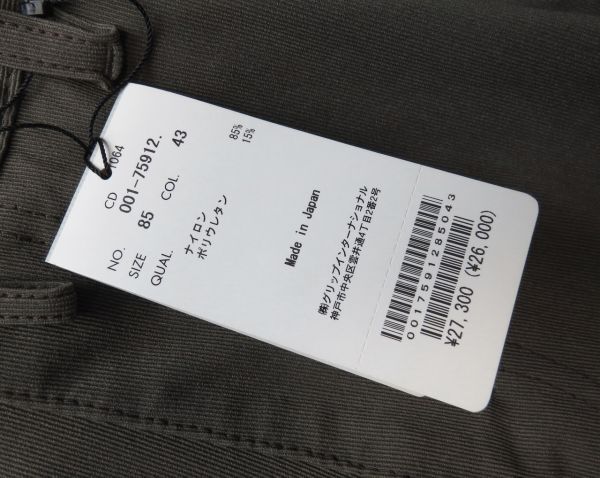 CD 1064
NO. 001-75912.
SIZE 85 COL. 43
QUAL.
ナイロン 85%
ポリウレタン 15%
Made in Japan
㈱グリップインターナショナル
神戸市中央区雲井通4丁目2番2号
0017591285043
¥27,300 (¥26,000)